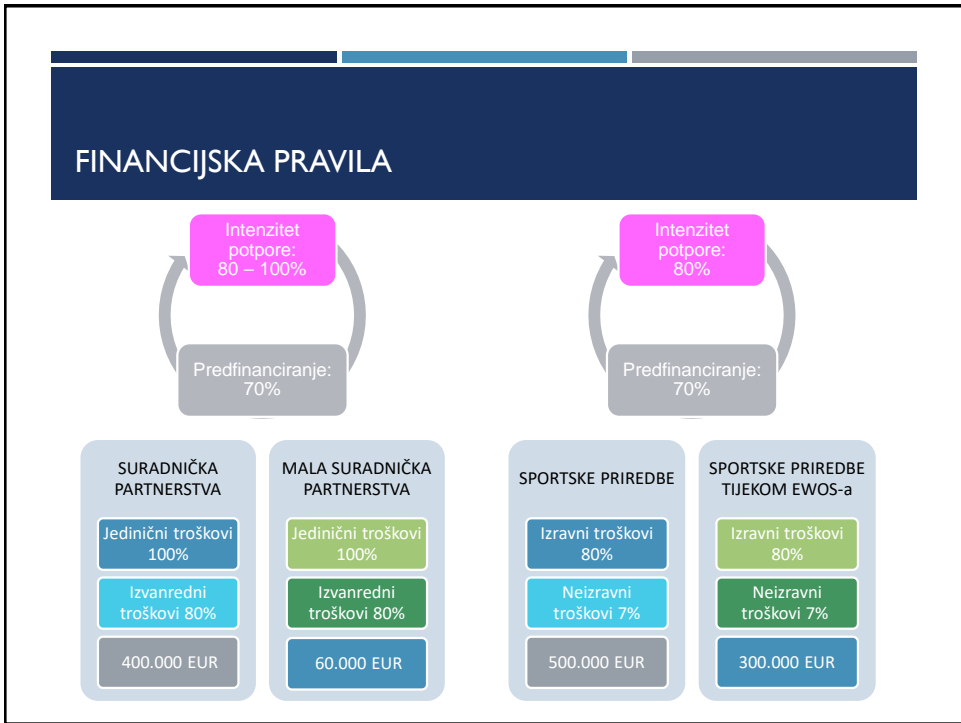 FINANCIJSKA PRAVILA
Intenzitet
potpore:
80 – 100%
Predfinanciranje:
70%
Intenzitet
potpore:
80%
Predfinanciranje:
70%
SURADNIČKA
PARTNERSTVA
Jedinični troškovi
100%
Izvanredni
troškovi 80%
400.000 EUR
MALA SURADNIČKA
PARTNERSTVA
Jedinični troškovi
100%
Izvanredni
troškovi 80%
60.000 EUR
SPORTSKE PRIREDBE
Izravni troškovi
80%
Neizravni
troškovi 7%
500.000 EUR
SPORTSKE PRIREDBE
TIJEKOM EWOS-a
Izravni troškovi
80%
Neizravni
troškovi 7%
300.000 EUR